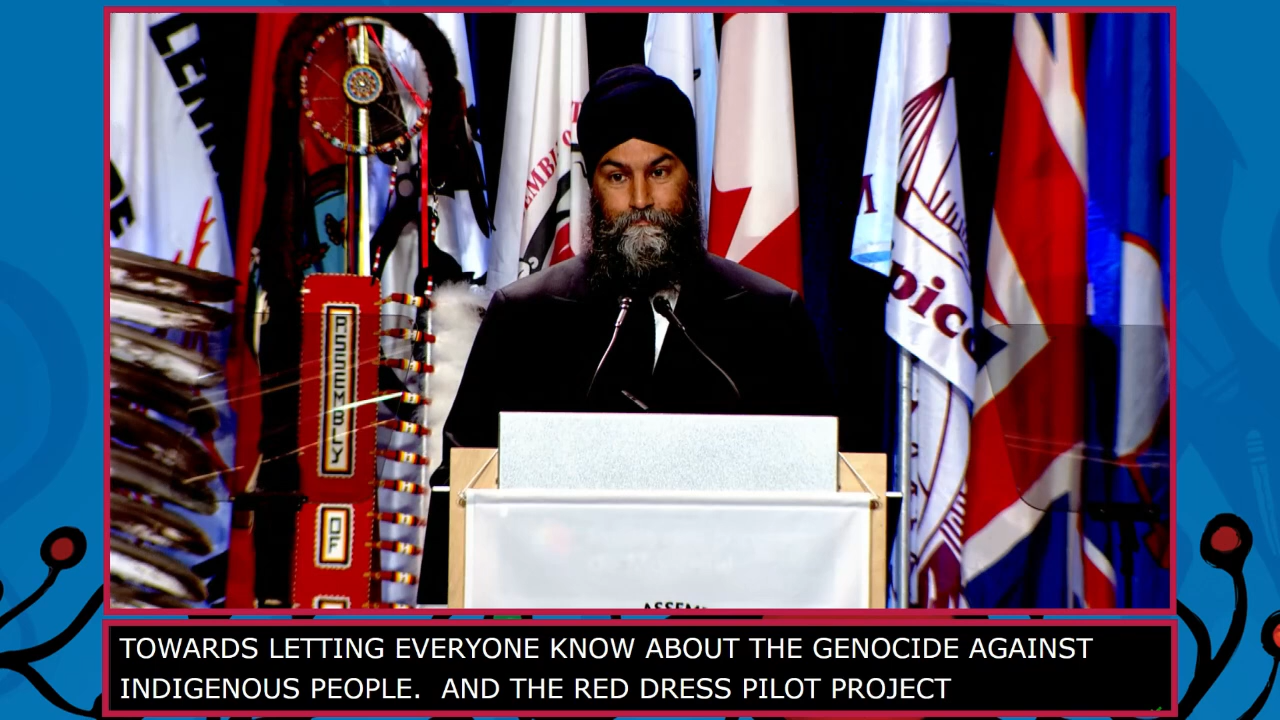 ASSEMBLY
OF
TOWARDS LETTING EVERYONE KNOW ABOUT THE GENOCIDE AGAINST
INDIGENOUS PEOPLE.  AND THE RED DRESS PILOT PROJECT